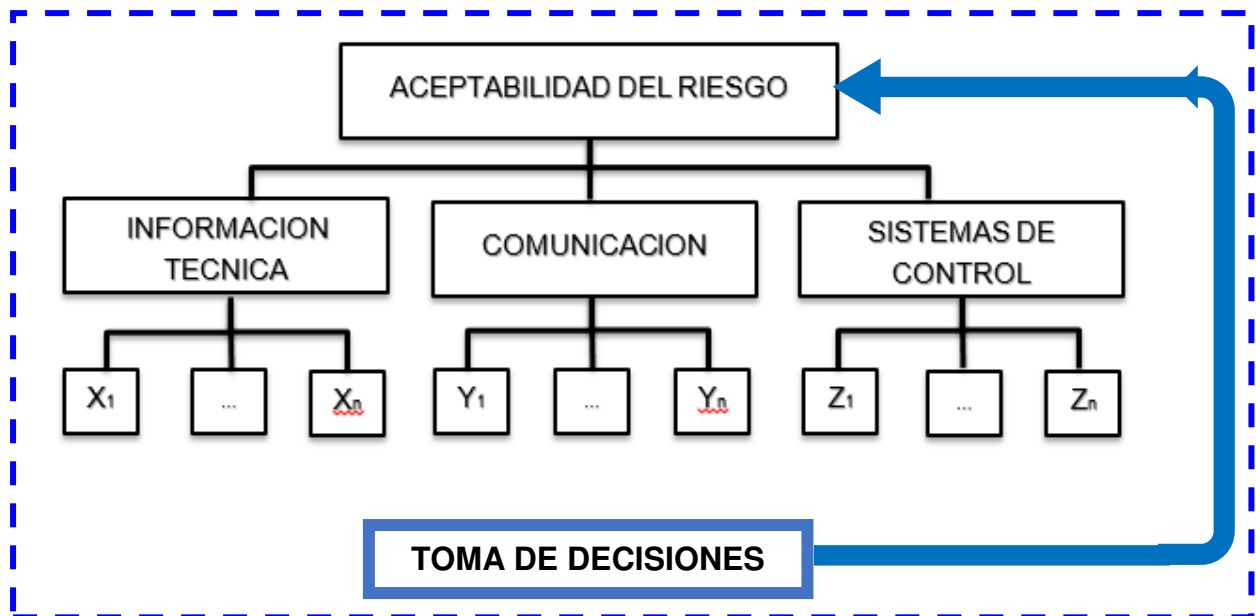 ACEPTABILIDAD DEL RIESGO
INFORMACION
TECNICA
COMUNICACION
SISTEMAS DE
CONTROL
X1
...
Xn
Y1
...
Yn
Z1
...
Zn
TOMA DE DECISIONES